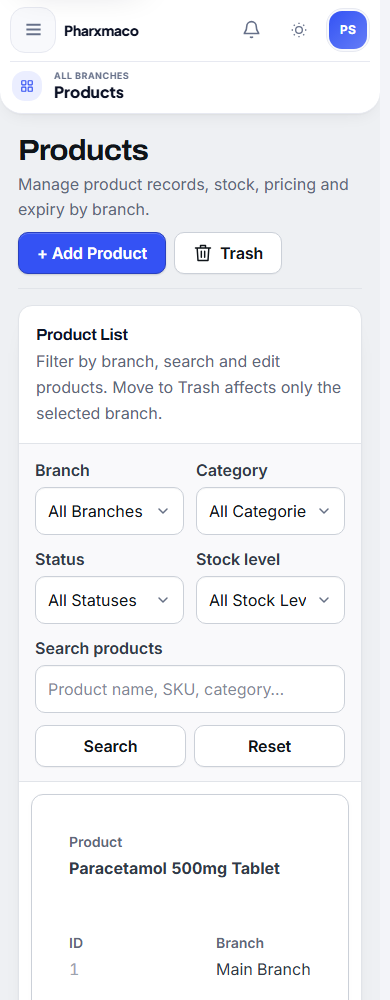 Pharxmaco
PS
ALL BRANCHES
Products
Products
Manage product records, stock, pricing and
expiry by branch.
+ Add Product
Trash
Product List
Filter by branch, search and edit
products. Move to Trash affects only the
selected branch.
Branch
Category
All Branches
All Categorie
Status
Stock level
All Statuses
All Stock Lev
Search products
Product name, SKU, category...
Search
Reset
Product
Paracetamol 500mg Tablet
ID
Branch
1
Main Branch